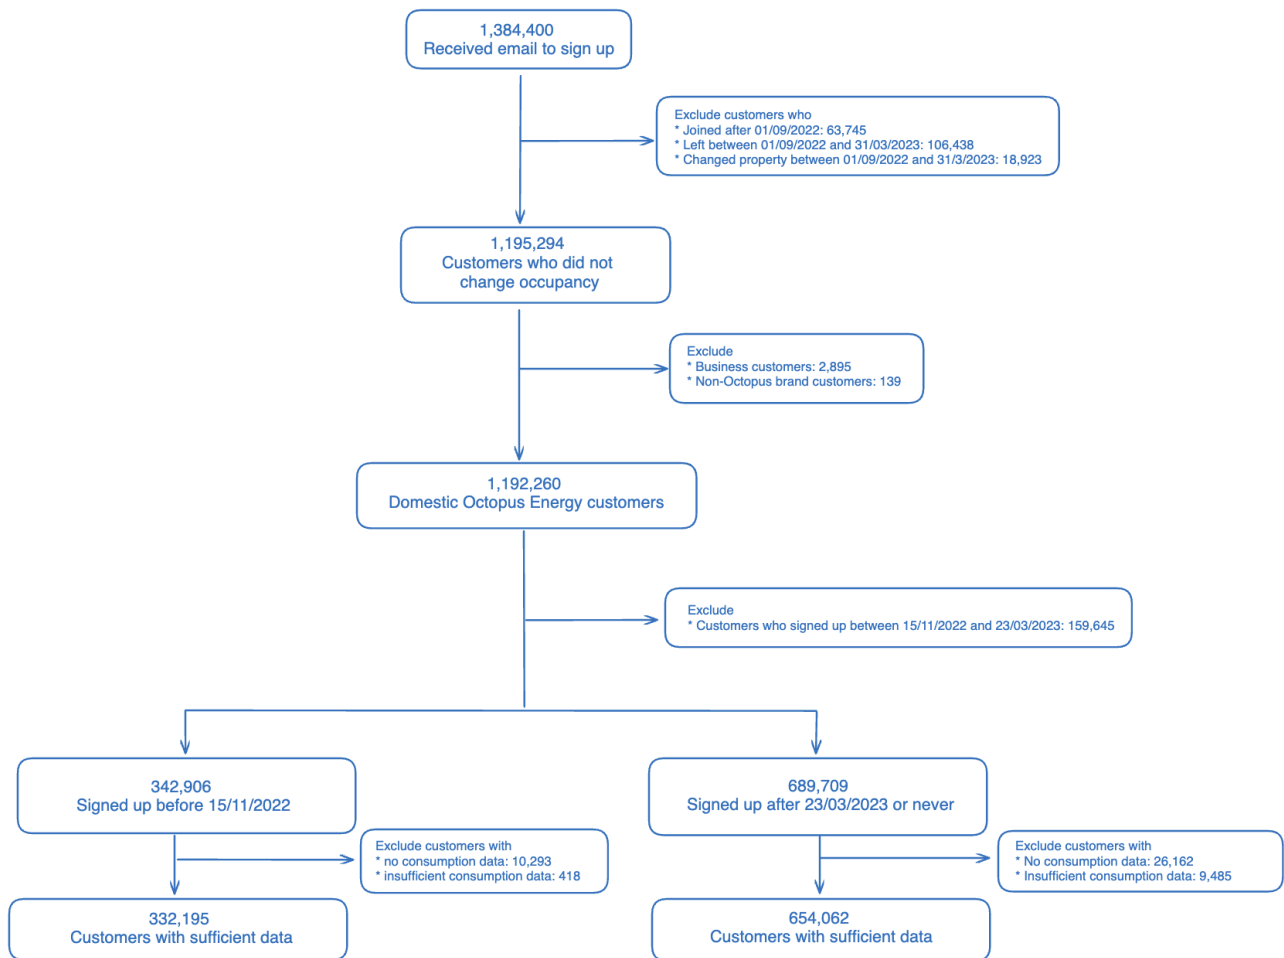 1,384,400
Received email to sign up
Exclude customers who
* Joined after 01/09/2022: 63,745
* Left between 01/09/2022 and 31/03/2023: 106,438
* Changed property between 01/09/2022 and 31/3/2023: 18,923
1,195,294
Customers who did not
change occupancy
Exclude
* Business customers: 2,895
* Non-Octopus brand customers: 139
1,192,260
Domestic Octopus Energy customers
Exclude
* Customers who signed up between 15/11/2022 and 23/03/2023: 159,645
342,906
Signed up before 15/11/2022
689,709
Signed up after 23/03/2023 or never
Exclude customers with
* no consumption data: 10,293
* insufficient consumption data: 418
Exclude customers with
* No consumption data: 26,162
* Insufficient consumption data: 9,485
332,195
Customers with sufficient data
654,062
Customers with sufficient data